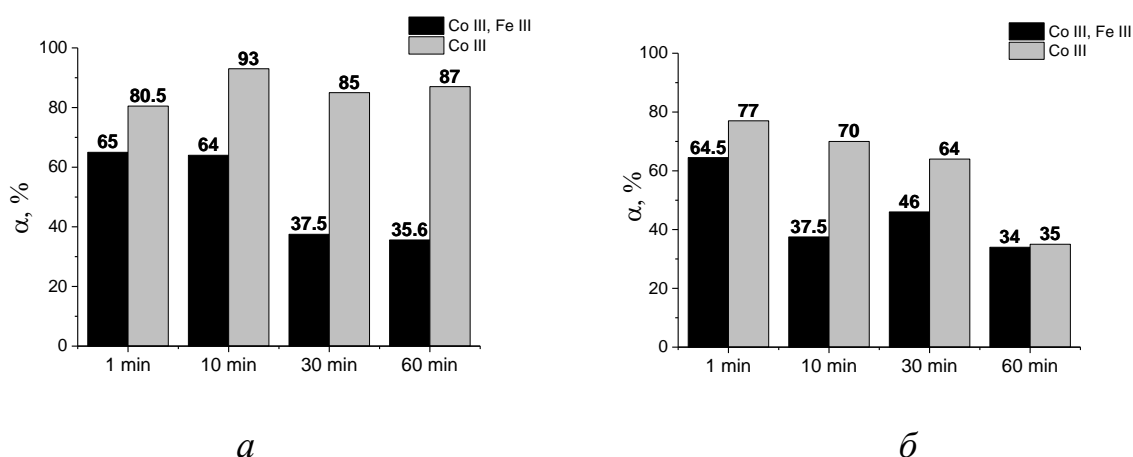 Co III, Fe III
Co III
α, %
100
80
60
40
20
0
65
80.5
64
93
37.5
85
35.6
87
1 min
10 min
30 min
60 min
а
Co III, Fe III
Co III
α, %
100
80
60
40
20
0
64.5
77
37.5
70
46
64
34
35
1 min
10 min
30 min
60 min
б